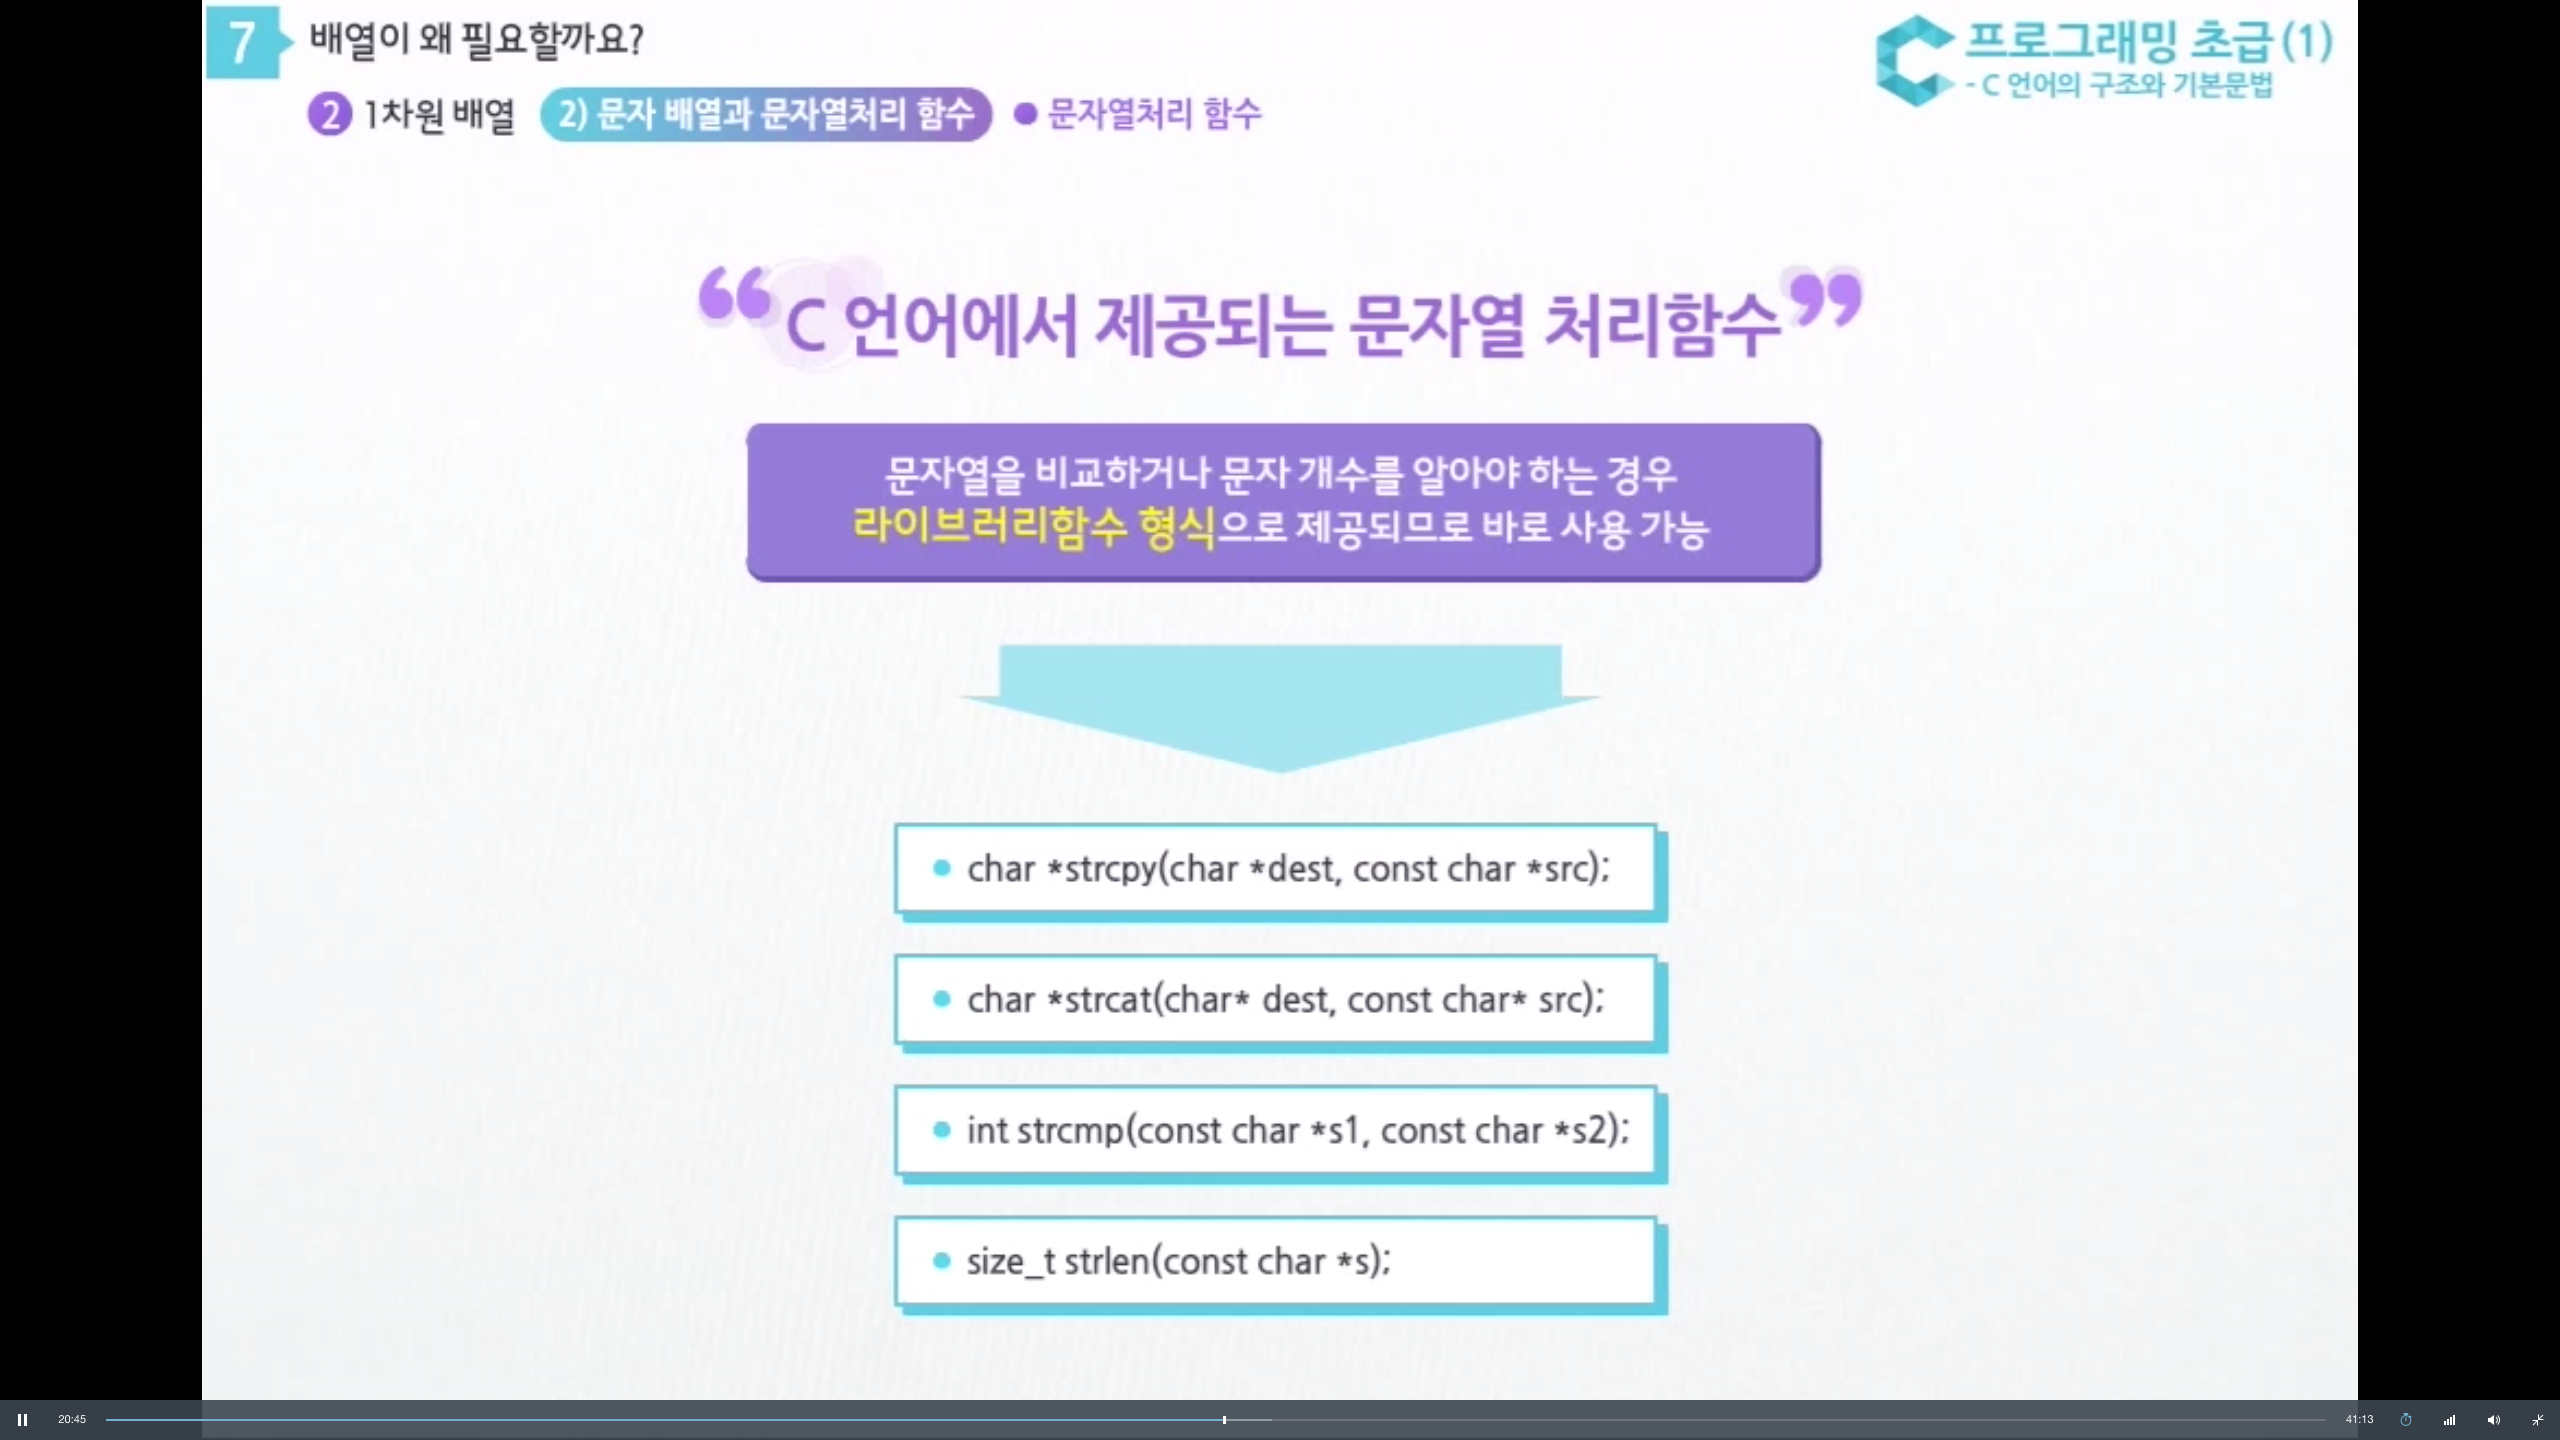 7
배열이 왜 필요할까요?
프로그래밍 초급(1)
- C 언어의 구조와 기본문법
2 1차원 배열 2) 문자 배열과 문자열처리 함수 ● 문자열처리 함수
“C 언어에서 제공되는 문자열 처리함수”
문자열을 비교하거나 문자 개수를 알아야 하는 경우
라이브러리함수 형식으로 제공되므로 바로 사용 가능
● char *strcpy(char *dest, const char *src);
● char *strcat(char* dest, const char* src);
● int strcmp(const char *s1, const char *s2);
● size_t strlen(const char *s);
20:45
41:13